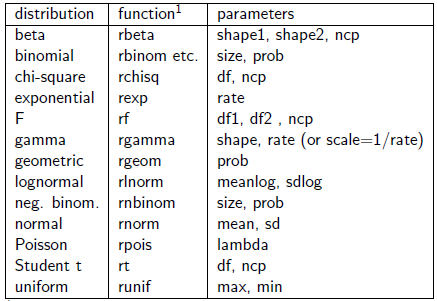 distribution function¹ parameters
beta rbeta shape1, shape2, ncp
binomial rbinom etc. size, prob
chi-square rchisq df, ncp
exponential rexp rate
F rf df1, df2 , ncp
gamma rgamma shape, rate (or scale=1/rate)
geometric rgeom prob
lognormal rlnorm meanlog, sdlog
neg. binom. rnbinom size, prob
normal rnorm mean, sd
Poisson rpois lambda
Student t rt df, ncp
uniform runif max, min